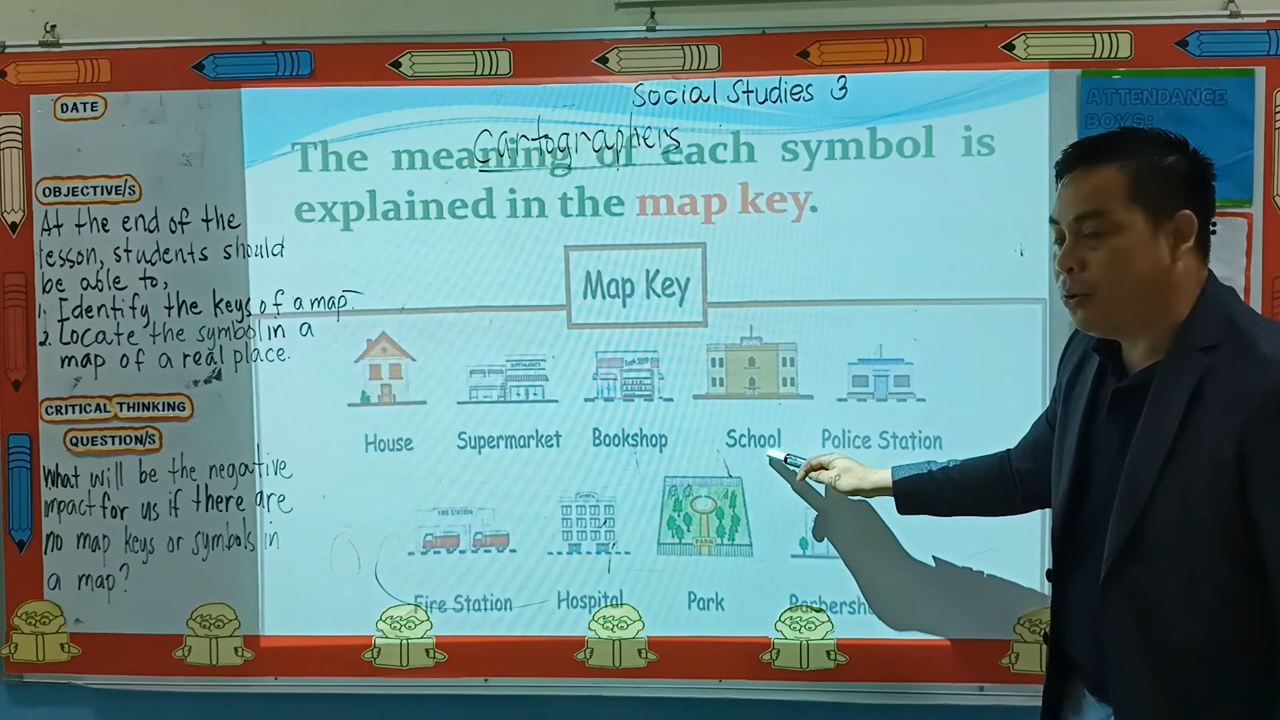 Social Studies 3
cartographers
DATE
OBJECTIVE/S
At the end of the
lesson, students should
be able to,
1. Identify the keys of a map.
2. Locate the symbol in a
map of a real place.
CRITICAL THINKING
QUESTION/S
What will be the negative
impact for us if there are
no map keys or symbols in
a map?
The meaning of each symbol is
explained in the map key.
Map Key
House Supermarket Bookshop School Police Station
FIRE STATION
PARK
Fire Station Hospital Park
ATTENDANCE
BOYS: